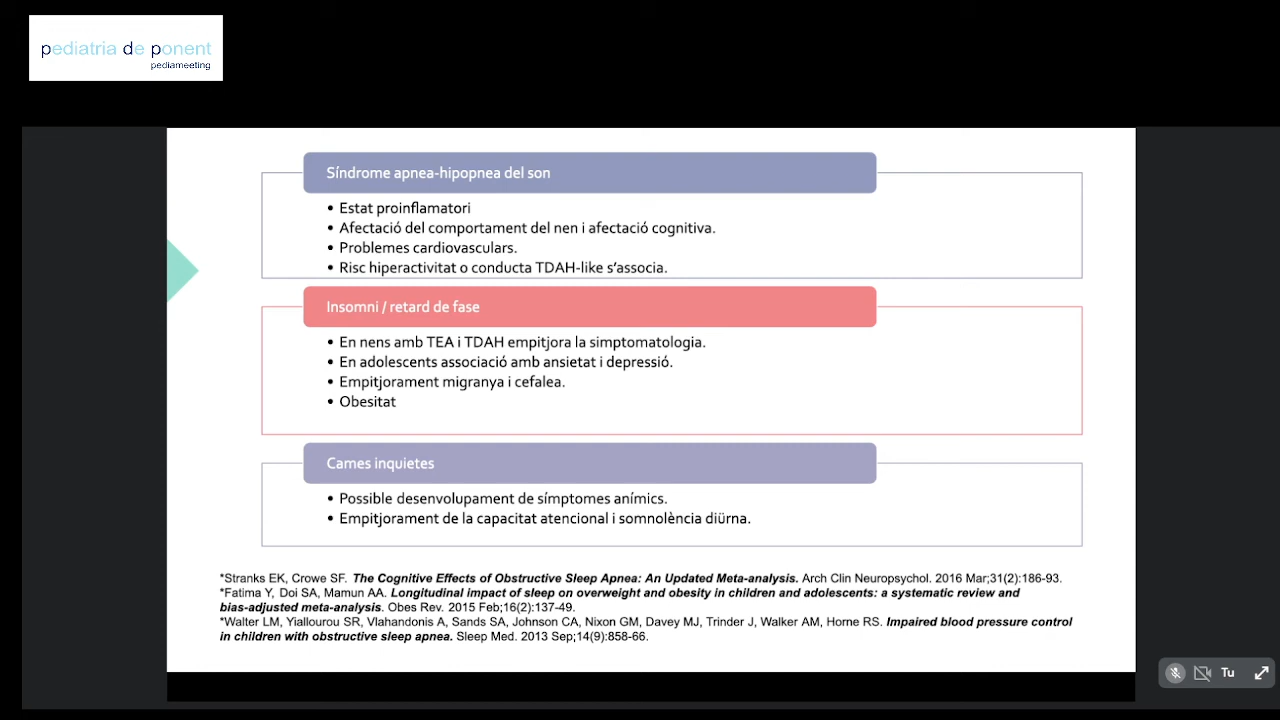 pediatria de ponent
pediameeting
Síndrome apnea-hipopnea del son
• Estat proinflamatori
• Afectació del comportament del nen i afectació cognitiva.
• Problemes cardiovasculars.
• Risc hiperactivitat o conducta TDAH-like s'associa.
Insomni / retard de fase
• En nens amb TEA i TDAH empitjora la simptomatologia.
• En adolescents associació amb ansietat i depressió.
• Empitjorament migranya i cefalea.
• Obesitat
Cames inquietes
• Possible desenvolupament de símptomes anímics.
• Empitjorament de la capacitat atencional i somnolència diürna.
*Stranks EK, Crowe SF. The Cognitive Effects of Obstructive Sleep Apnea: An Updated Meta-analysis. Arch Clin Neuropsychol. 2016 Mar;31(2):186-93.
*Fatima Y, Doi SA, Mamun AA. Longitudinal impact of sleep on overweight and obesity in children and adolescents: a systematic review and
bias-adjusted meta-analysis. Obes Rev. 2015 Feb;16(2):137-49.
*Walter LM, Yiallourou SR, Vlahandonis A, Sands SA, Johnson CA, Nixon GM, Davey MJ, Trinder J, Walker AM, Horne RS. Impaired blood pressure control
in children with obstructive sleep apnea. Sleep Med. 2013 Sep;14(9):858-66.
Tu